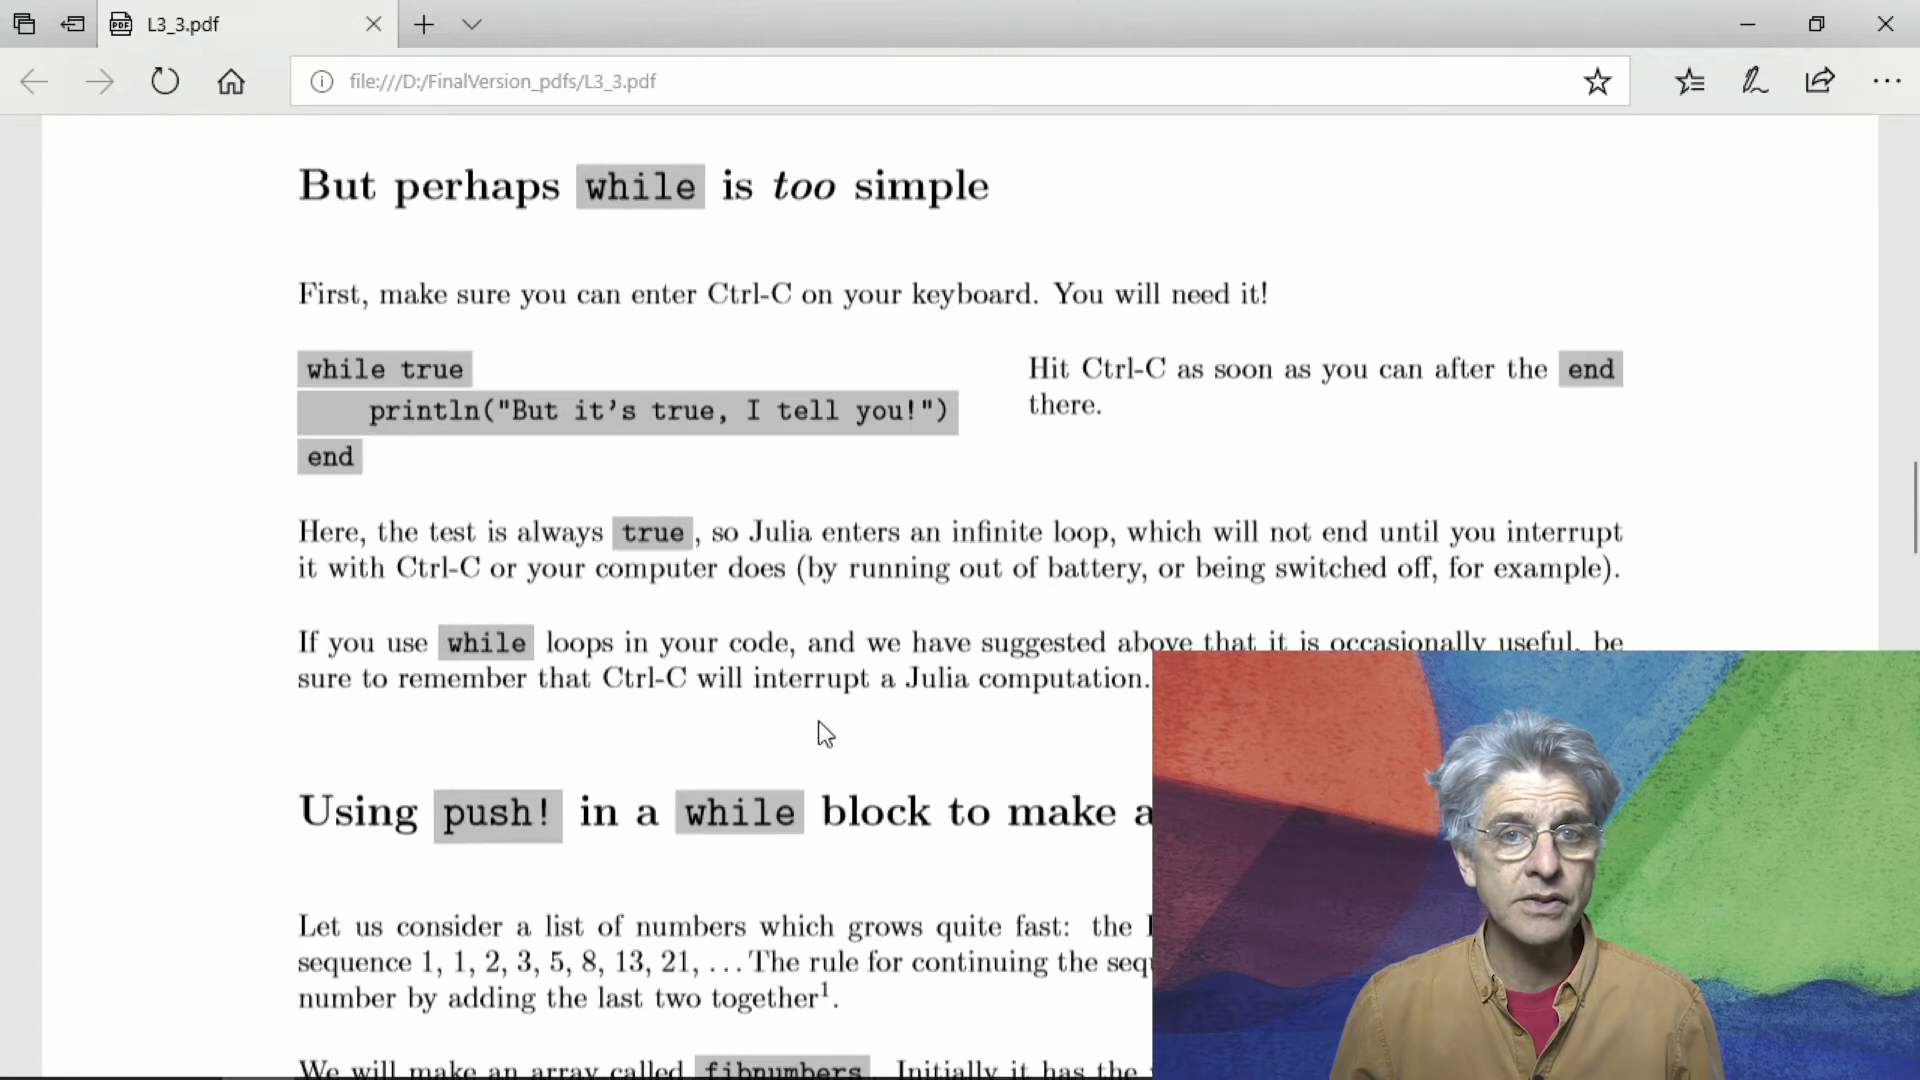 L3_3.pdf
file:///D:/FinalVersion_pdfs/L3_3.pdf
But perhaps while is too simple
First, make sure you can enter Ctrl-C on your keyboard. You will need it!
while true
println("But it's true, I tell you!")
end
Hit Ctrl-C as soon as you can after the end
there.
Here, the test is always true, so Julia enters an infinite loop, which will not end until you interrupt
it with Ctrl-C or your computer does (by running out of battery, or being switched off, for example).
If you use while loops in your code, and we have suggested above that it is occasionally useful, be
sure to remember that Ctrl-C will interrupt a Julia computation.
Using push! in a while block to make a
Let us consider a list of numbers which grows quite fast: the
sequence 1, 1, 2, 3, 5, 8, 13, 21, ... The rule for continuing the
number by adding the last two together1.
We will make an array called fibnumbers. Initially it has the